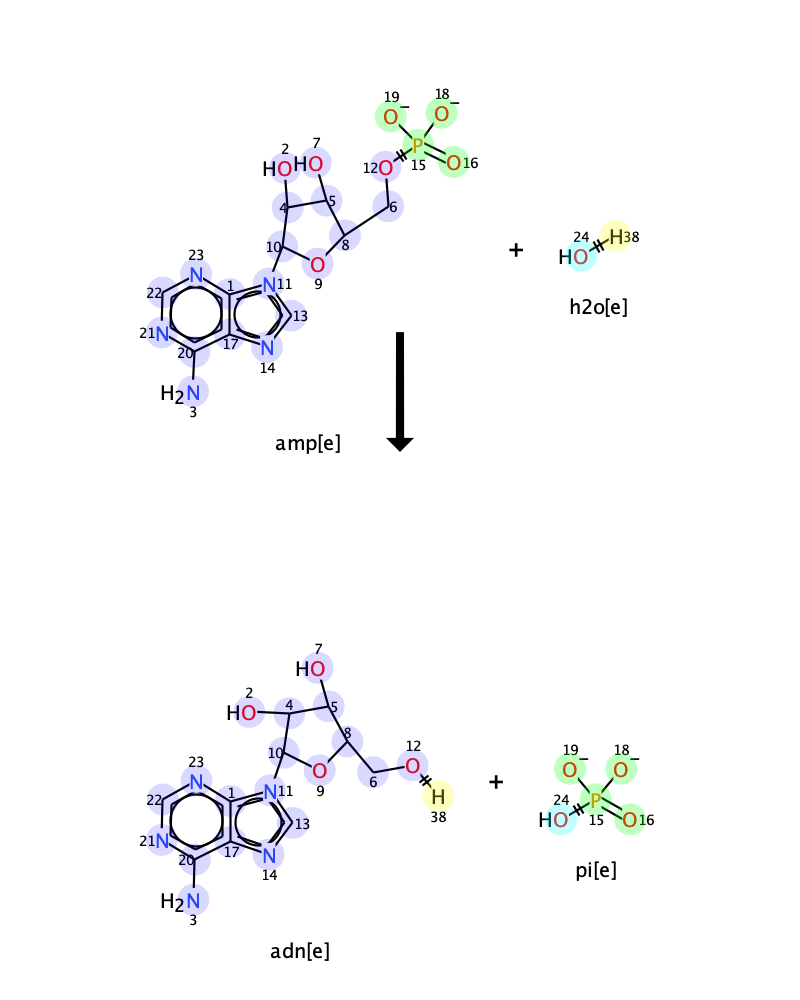 19 18
O− O−
2 7 P
HO HO 12 O 15 O 16
4 5 6
10 8
23 O + 24 H 38
N 1 N 11 9 HO
22 13 h2o[e]
21 N 17 N
20 14
H2N
3
amp[e]
7
HO
2 4 5
HO 8 12
10 O 19 18
23 O 6 + O− O−
N 1 N 11 9 H 24 P
22 13 38 HO 15 O 16
21 N 17 N
20 14 pi[e]
H2N
3
adn[e]